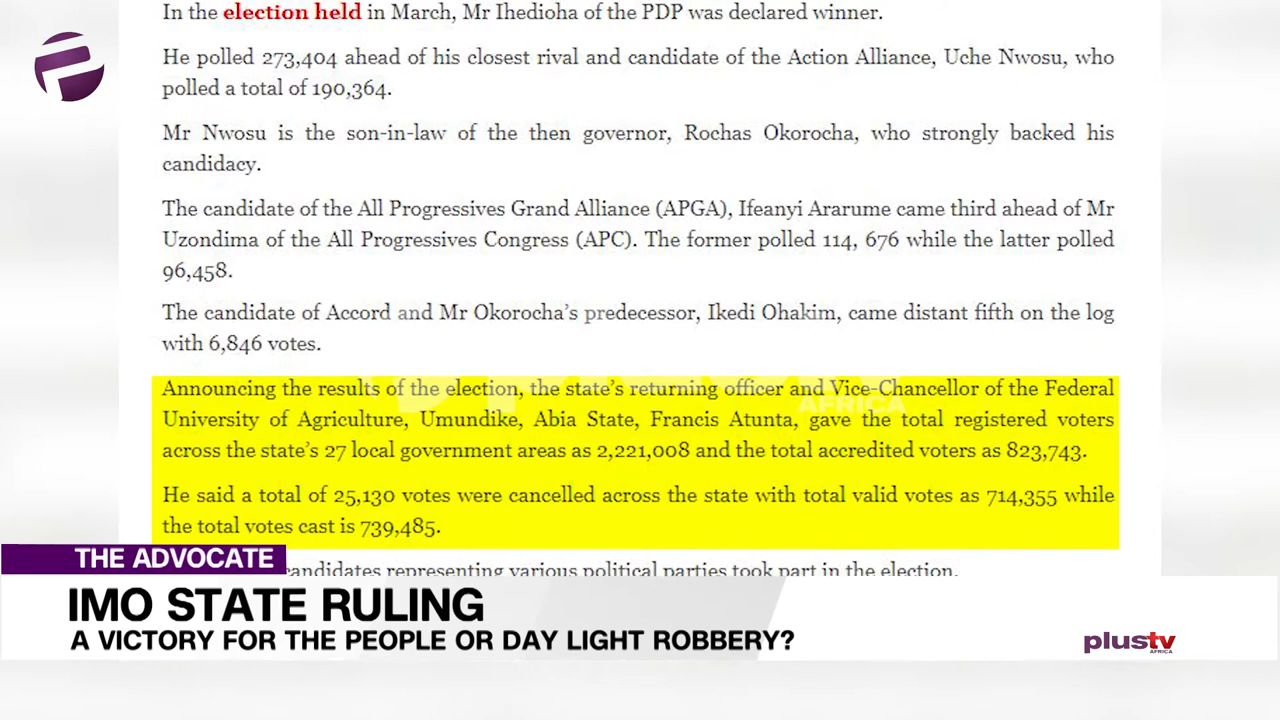 In the election held in March, Mr Ihedioha of the PDP was declared winner.
He polled 273,404 ahead of his closest rival and candidate of the Action Alliance, Uche Nwosu, who
polled a total of 190,364.
Mr Nwosu is the son-in-law of the then governor, Rochas Okorocha, who strongly backed his
candidacy.
The candidate of the All Progressives Grand Alliance (APGA), Ifeanyi Ararume came third ahead of Mr
Uzondima of the All Progressives Congress (APC). The former polled 114, 676 while the latter polled
96,458.
The candidate of Accord and Mr Okorocha's predecessor, Ikedi Ohakim, came distant fifth on the log
with 6,846 votes.
Announcing the results of the election, the state's returning officer and Vice-Chancellor of the Federal
University of Agriculture, Umundike, Abia State, Francis Atunta, gave the total registered voters
across the state's 27 local government areas as 2,221,008 and the total accredited voters as 823,743.
AFRICA
He said a total of 25,130 votes were cancelled across the state with total valid votes as 714,355 while
the total votes cast is 739,485.
candidates representing various political parties took part in the election.
THE ADVOCATE
IMO STATE RULING
A VICTORY FOR THE PEOPLE OR DAY LIGHT ROBBERY?
plustv
AFRICA